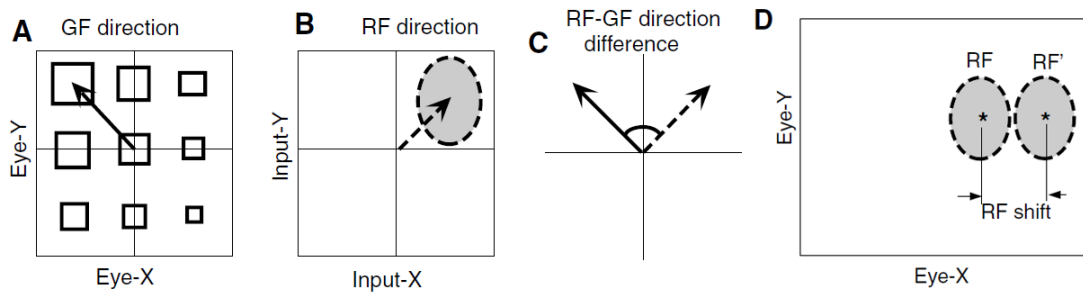 A
GF direction
Eye-Y
Eye-X
B
RF direction
Input-Y
Input-X
C
RF-GF direction
difference
D
RF
RF'
*
*
RF shift
Eye-Y
Eye-X